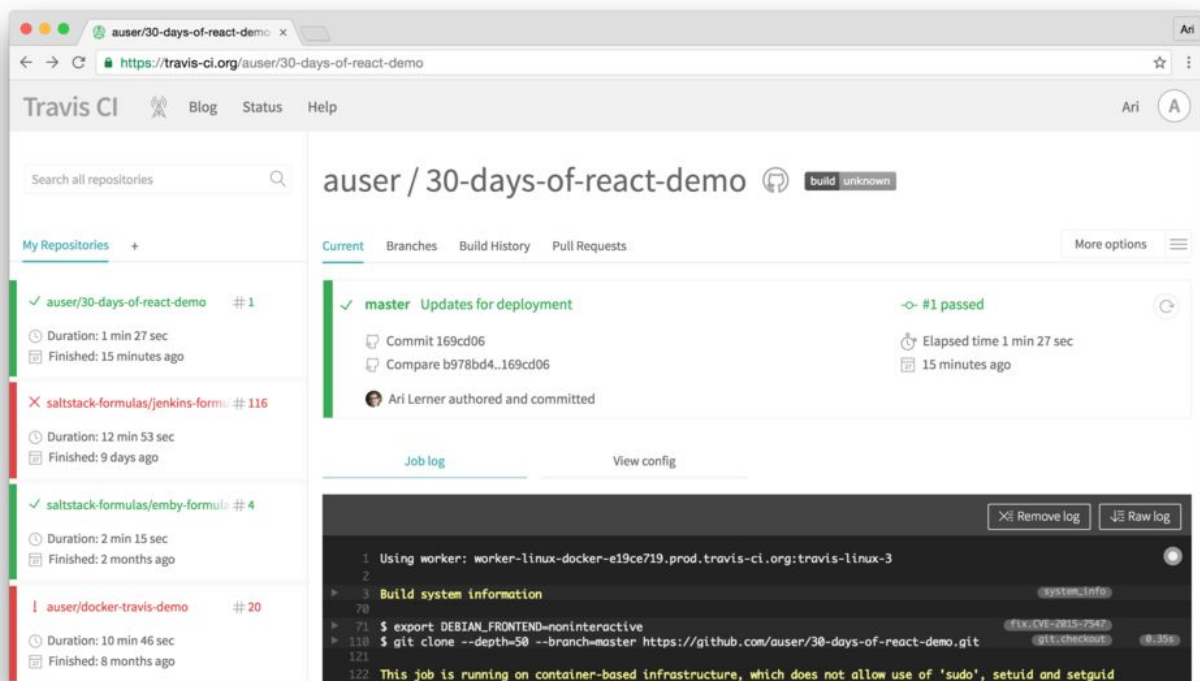 auser/30-days-of-react-demo
Ari
https://travis-ci.org/auser/30-days-of-react-demo
Travis CI Blog Status Help Ari A
Search all repositories
My Repositories +
auser/30-days-of-react-demo # 1
Duration: 1 min 27 sec
Finished: 15 minutes ago
saltstack-formulas/jenkins-formu # 116
Duration: 12 min 53 sec
Finished: 9 days ago
saltstack-formulas/emby-formula # 4
Duration: 2 min 15 sec
Finished: 2 months ago
auser/docker-travis-demo # 20
Duration: 10 min 46 sec
Finished: 8 months ago
auser / 30-days-of-react-demo build unknown
Current Branches Build History Pull Requests More options
master Updates for deployment #1 passed
Commit 169cd06 Elapsed time 1 min 27 sec
Compare b978bd4..169cd06 15 minutes ago
Ari Lerner authored and committed
Job log View config
Remove log Raw log
1 Using worker: worker-linux-docker-e19ce719.prod.travis-ci.org:travis-linux-3
2
3 Build system information system_info
70
71 $ export DEBIAN_FRONTEND=noninteractive fix.CVE-2015-7547
110 $ git clone --depth=50 --branch=master https://github.com/auser/30-days-of-react-demo.git git.checkout 0.35s
121
122 This job is running on container-based infrastructure, which does not allow use of 'sudo', setuid and setguid